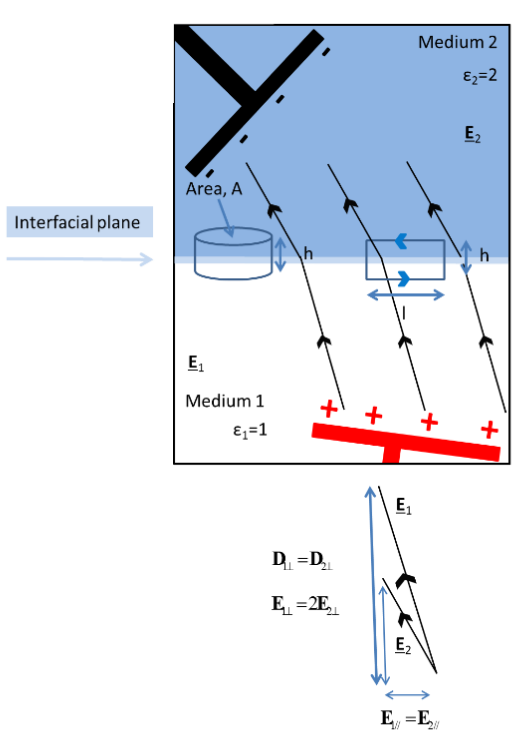 Medium 2
ε₂=2
E₂
Area, A
Interfacial plane
h
h
l
E₁
Medium 1
ε₁=1
+ + + +
E₁
D₁⊥ = D₂⊥
E₁⊥ = 2E₂⊥
E₂
E₁// = E₂//